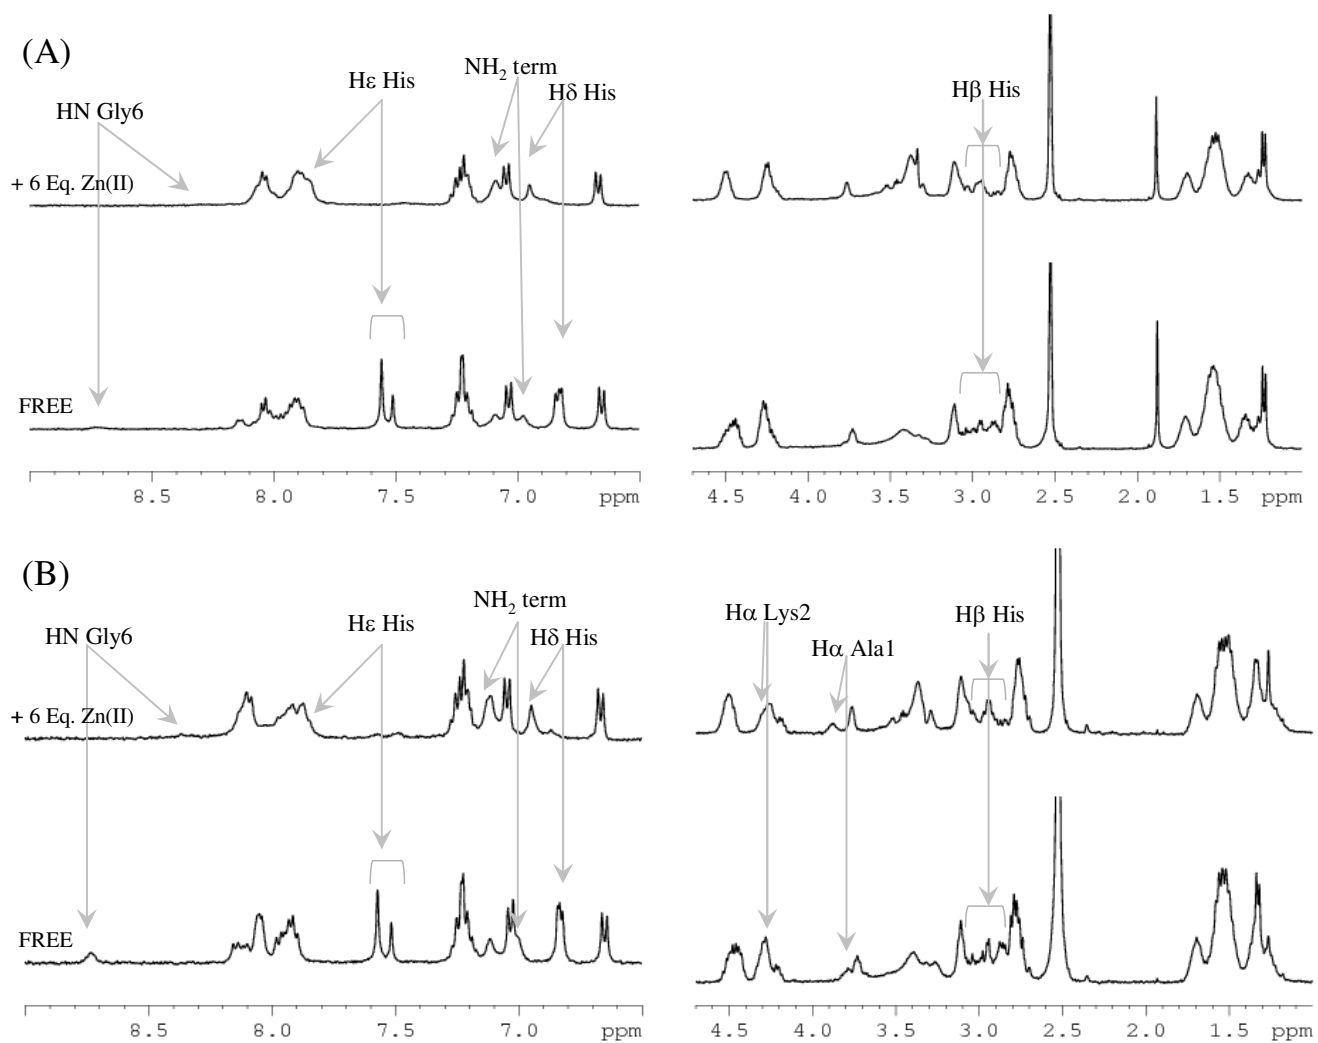 (A)
HN Gly6
Hε His
NH2 term
Hδ His
Hβ His
+ 6 Eq. Zn(II)
FREE
8.5 8.0 7.5 7.0 ppm
4.5 4.0 3.5 3.0 2.5 2.0 1.5 ppm
(B)
HN Gly6
Hε His
NH2 term
Hδ His
Hα Lys2
Hα Ala1
Hβ His
+ 6 Eq. Zn(II)
FREE
8.5 8.0 7.5 7.0 ppm
4.5 4.0 3.5 3.0 2.5 2.0 1.5 ppm